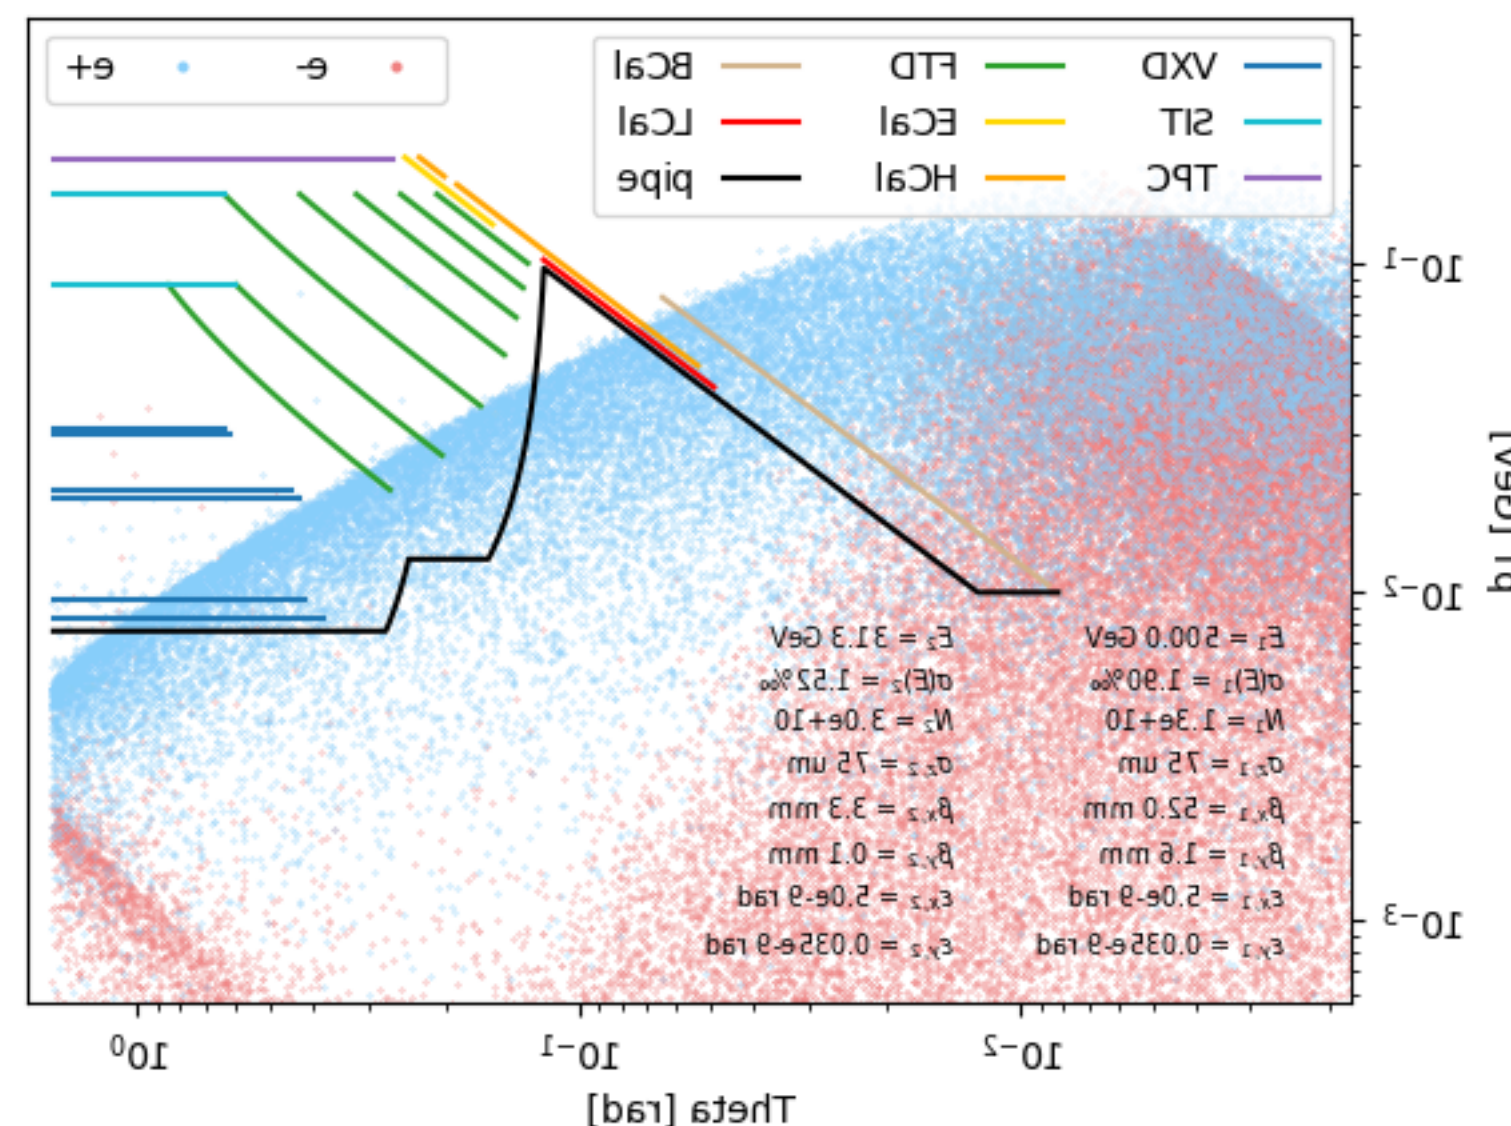 VXD FTD BCal
SIT ECal LCal
TPC HCal pipe
e- e+
10⁻¹
10⁻²
10⁻³
pT [GeV]
E₁ = 500.0 GeV E₂ = 31.3 GeV
σ(E)₁ = 1.90‰ σ(E)₂ = 1.52‰
N₁ = 1.3e+10 N₂ = 3.0e+10
σz,1 = 75 um σz,2 = 75 um
βx,1 = 52.0 mm βx,2 = 3.3 mm
βy,1 = 1.6 mm βy,2 = 0.1 mm
εx,1 = 5.0e-9 rad εx,2 = 5.0e-9 rad
εy,1 = 0.035e-9 rad εy,2 = 0.035e-9 rad
10⁻² 10⁻¹ 10⁰
Theta [rad]